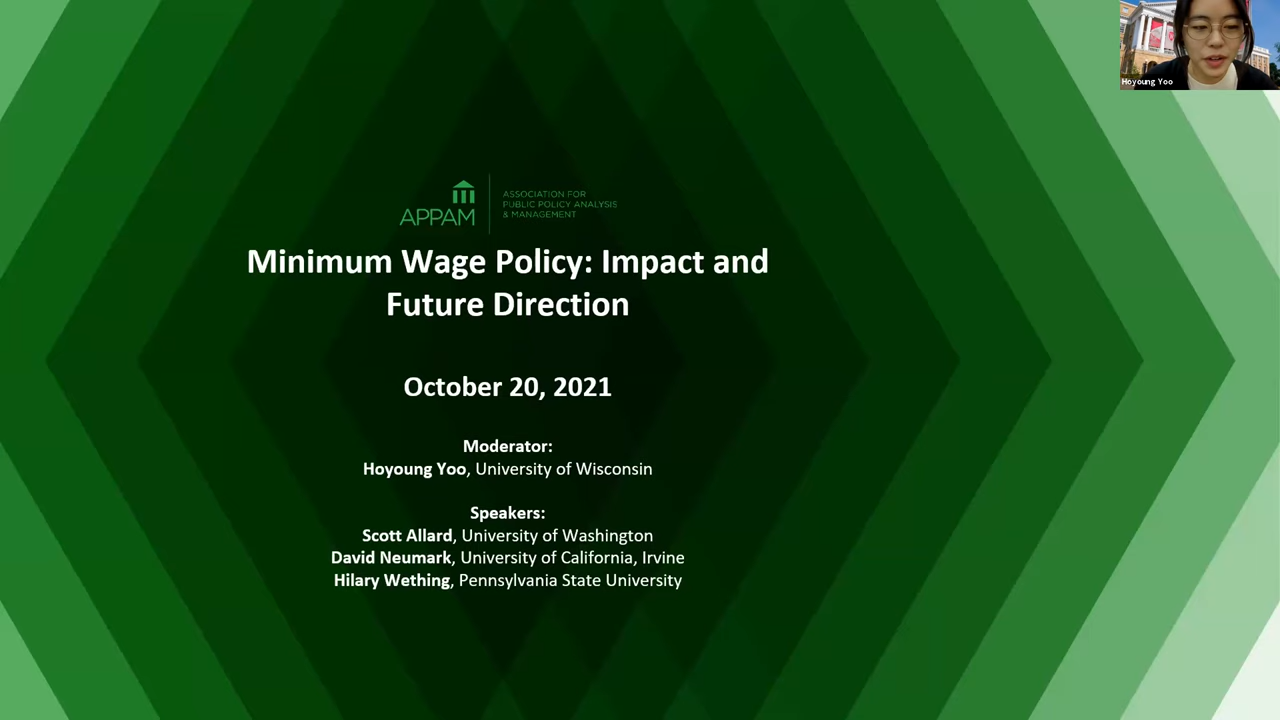 Hoyoung Yoo
APPAM
ASSOCIATION FOR
PUBLIC POLICY ANALYSIS
& MANAGEMENT
Minimum Wage Policy: Impact and
Future Direction
October 20, 2021
Moderator:
Hoyoung Yoo, University of Wisconsin
Speakers:
Scott Allard, University of Washington
David Neumark, University of California, Irvine
Hilary Wething, Pennsylvania State University